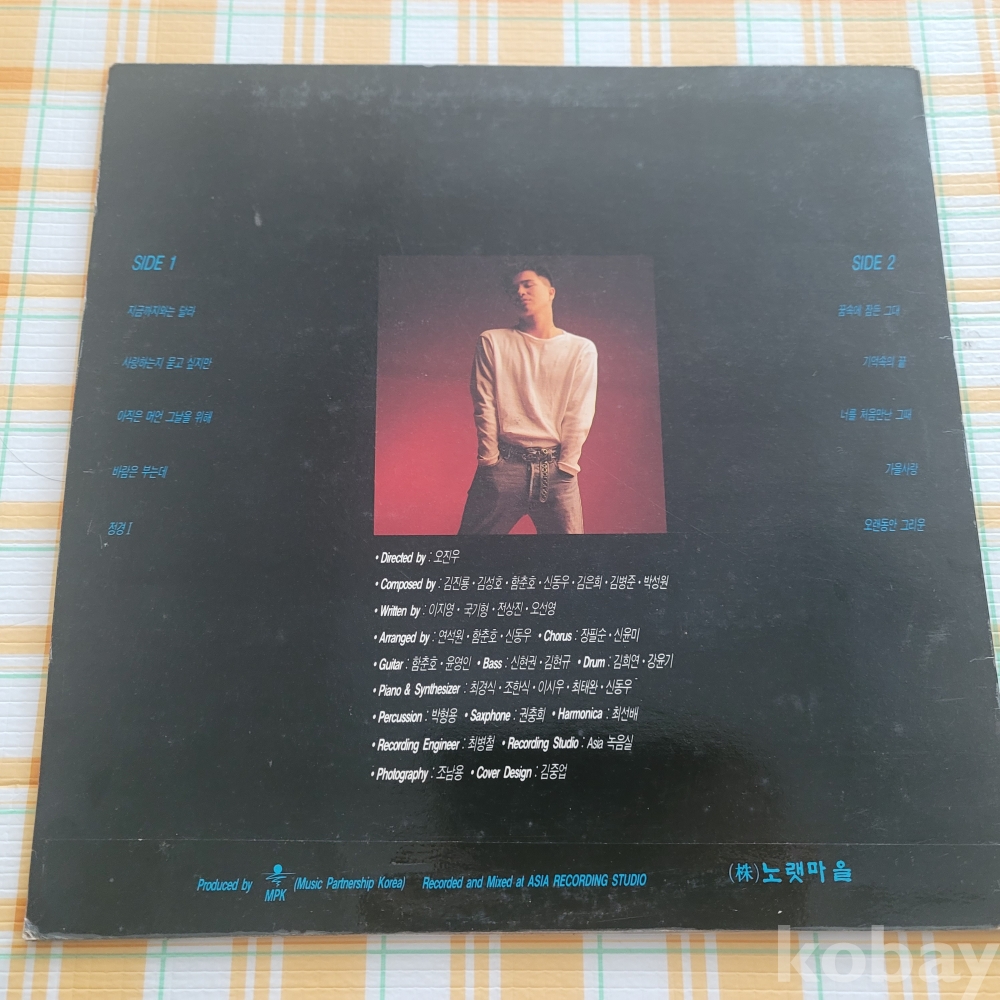 SIDE 1
지금까지와는 달라
사랑하는지 묻고 싶지만
아직은 머언 그날을 위해
바람은 부는데
정경 I
SIDE 2
꿈속에 잠든 그대
기억속의 끝
너를 처음만난 그때
가을사랑
오랜동안 그리운
• Directed by : 오진우
• Composed by : 김진룡 • 김성호 • 함춘호 • 신동우 • 김은희 • 김병준 • 박성원
• Written by : 이지영 • 국기형 • 전상진 • 오선영
• Arranged by : 연석원 • 함춘호 • 신동우 • Chorus : 장필순 • 신윤미
• Guitar : 함춘호 • 윤영인 • Bass : 신현권 • 김현규 • Drum : 김희연 • 강윤기
• Piano & Synthesizer : 최경식 • 조한식 • 이시우 • 최태완 • 신동우
• Percussion : 박형용 • Saxphone : 권충희 • Harmonica : 최선배
• Recording Engineer : 최병철 • Recording Studio : Asia 녹음실
• Photography : 조남용 • Cover Design : 김중업
Produced by MPK (Music Partnership Korea) Recorded and Mixed at ASIA RECORDING STUDIO
(株)노랫마을
kobay